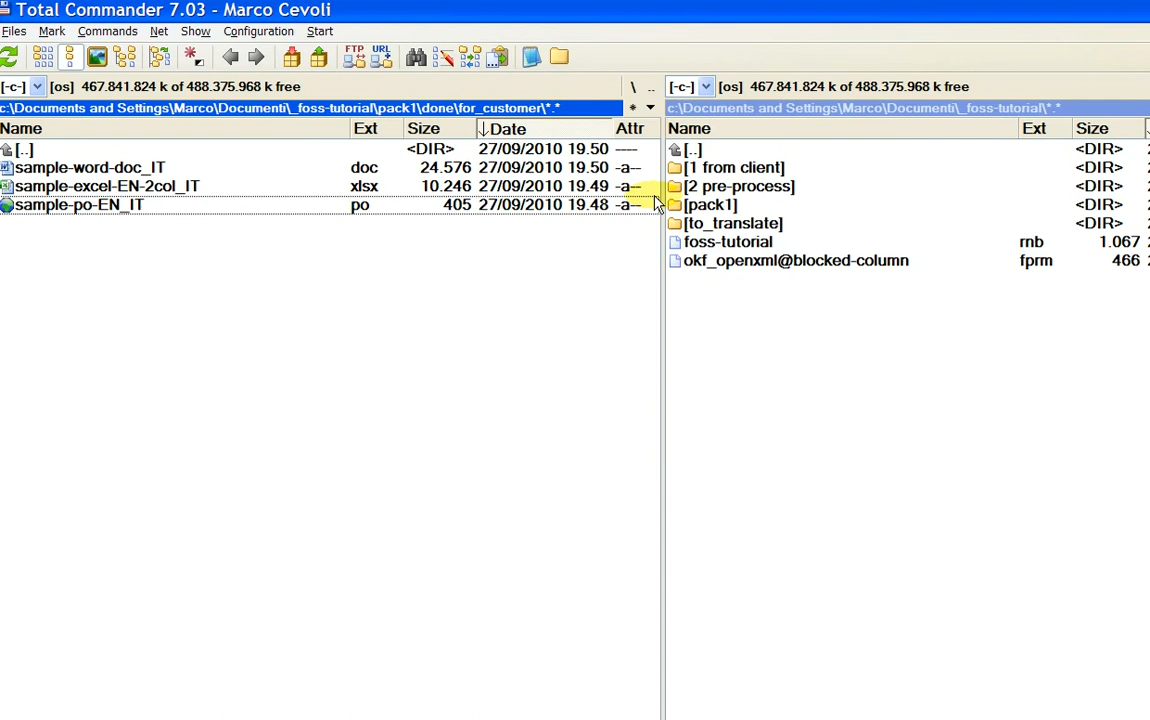 Total Commander 7.03 - Marco Cevoli
Files Mark Commands Net Show Configuration Start
FTP URL
[-c-] [os] 467.841.824 k of 488.375.968 k free \ ..
c:\Documents and Settings\Marco\Documenti\_foss-tutorial\pack1\done\for_customer\*.* *
Name Ext Size Date Attr
[..] <DIR> 27/09/2010 19.50 ----
sample-word-doc_IT doc 24.576 27/09/2010 19.50 -a--
sample-excel-EN-2col_IT xlsx 10.246 27/09/2010 19.49 -a--
sample-po-EN_IT po 405 27/09/2010 19.48 -a--
[-c-] [os] 467.841.824 k of 488.375.968 k free
c:\Documents and Settings\Marco\Documenti\_foss-tutorial\*.*
Name Ext Size
[..] <DIR>
[1 from client] <DIR>
[2 pre-process] <DIR>
[pack1] <DIR>
[to_translate] <DIR>
foss-tutorial rnb 1.067
okf_openxml@blocked-column fprm 466